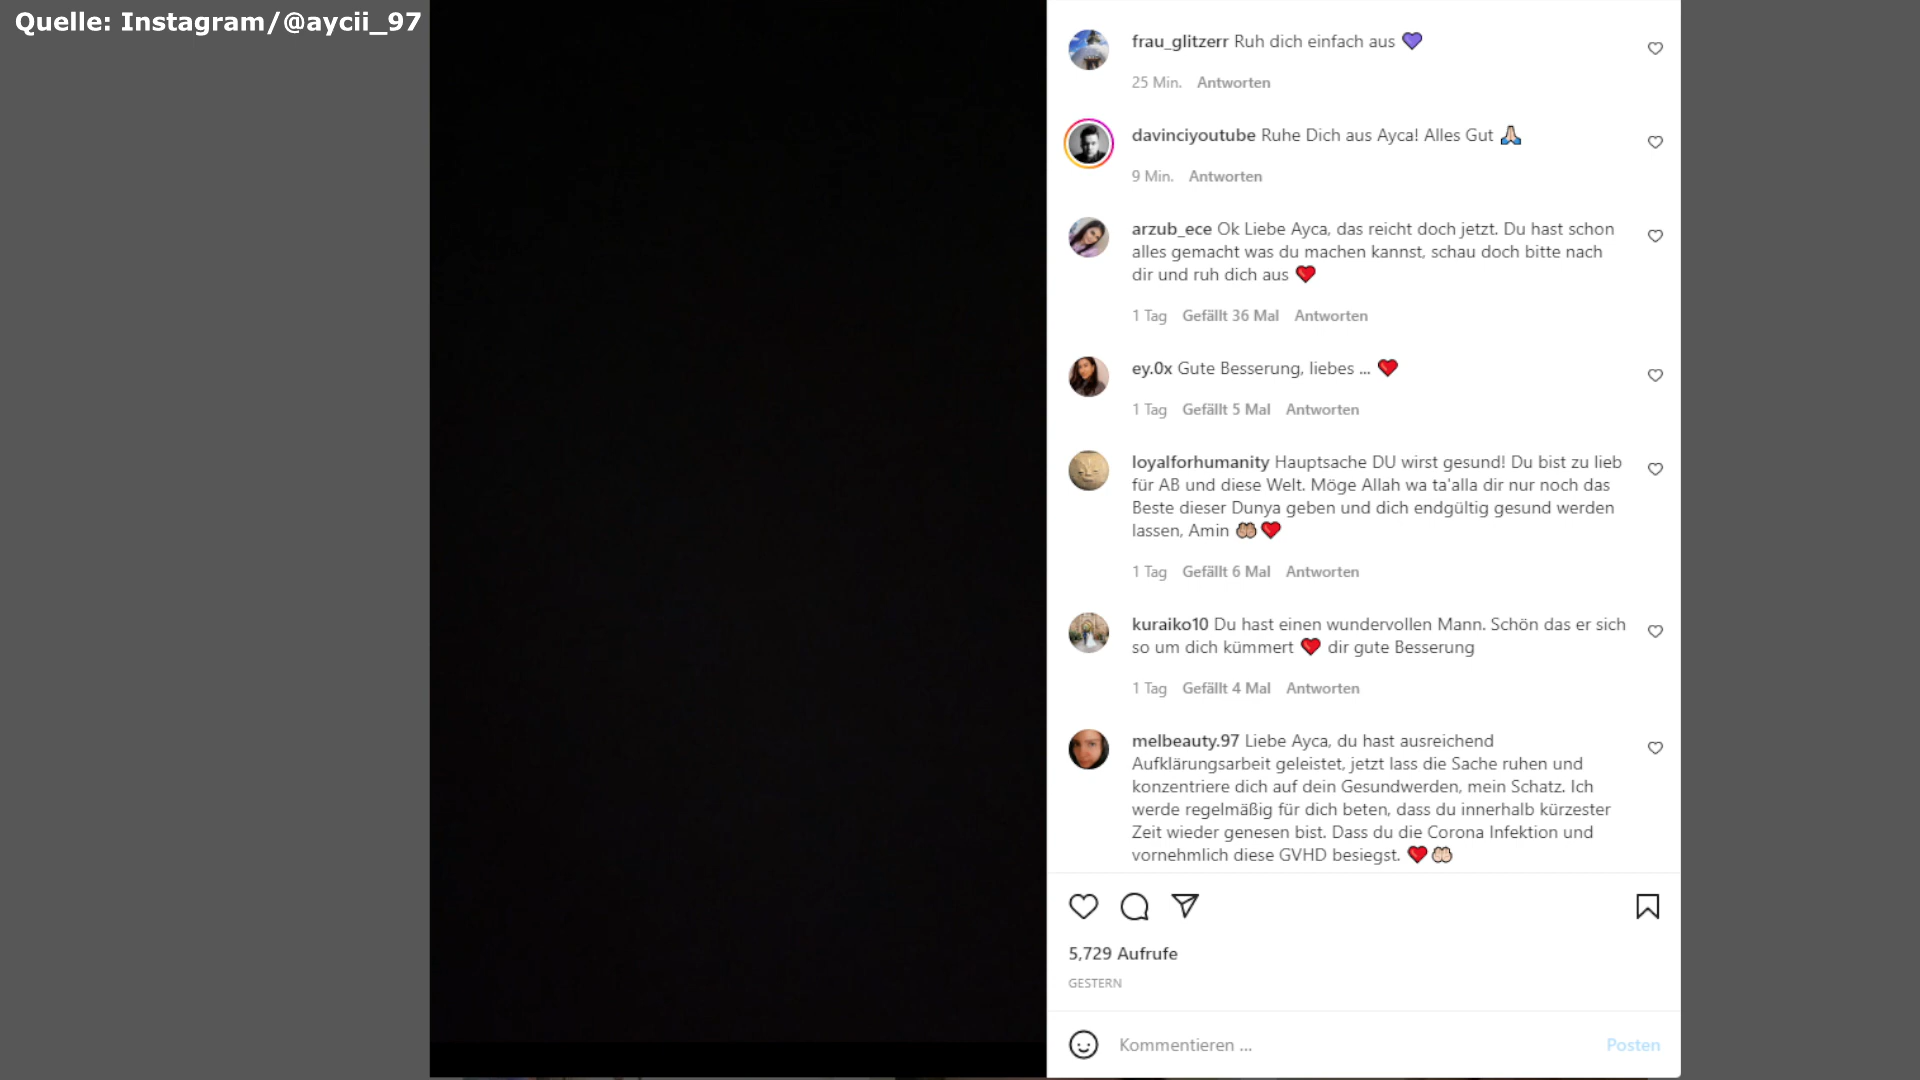 Quelle: Instagram/@aycii_97
frau_glitzerr Ruh dich einfach aus 💜
25 Min. Antworten
davinciyoutube Ruhe Dich aus Ayca! Alles Gut 🙏🏻
9 Min. Antworten
arzub_ece Ok Liebe Ayca, das reicht doch jetzt. Du hast schon
alles gemacht was du machen kannst, schau doch bitte nach
dir und ruh dich aus ❤️
1 Tag Gefällt 36 Mal Antworten
ey.0x Gute Besserung, liebes ... ❤️
1 Tag Gefällt 5 Mal Antworten
loyalforhumanity Hauptsache DU wirst gesund! Du bist zu lieb
für AB und diese Welt. Möge Allah wa ta'alla dir nur noch das
Beste dieser Dunya geben und dich endgültig gesund werden
lassen, Amin 🤲🏼❤️
1 Tag Gefällt 6 Mal Antworten
kuraiko10 Du hast einen wundervollen Mann. Schön das er sich
so um dich kümmert ❤️ dir gute Besserung
1 Tag Gefällt 4 Mal Antworten
melbeauty.97 Liebe Ayca, du hast ausreichend
Aufklärungsarbeit geleistet, jetzt lass die Sache ruhen und
konzentriere dich auf dein Gesundwerden, mein Schatz. Ich
werde regelmäßig für dich beten, dass du innerhalb kürzester
Zeit wieder genesen bist. Dass du die Corona Infektion und
vornehmlich diese GVHD besiegst. ❤️🤲🏻
5,729 Aufrufe
GESTERN
Kommentieren ...
Posten